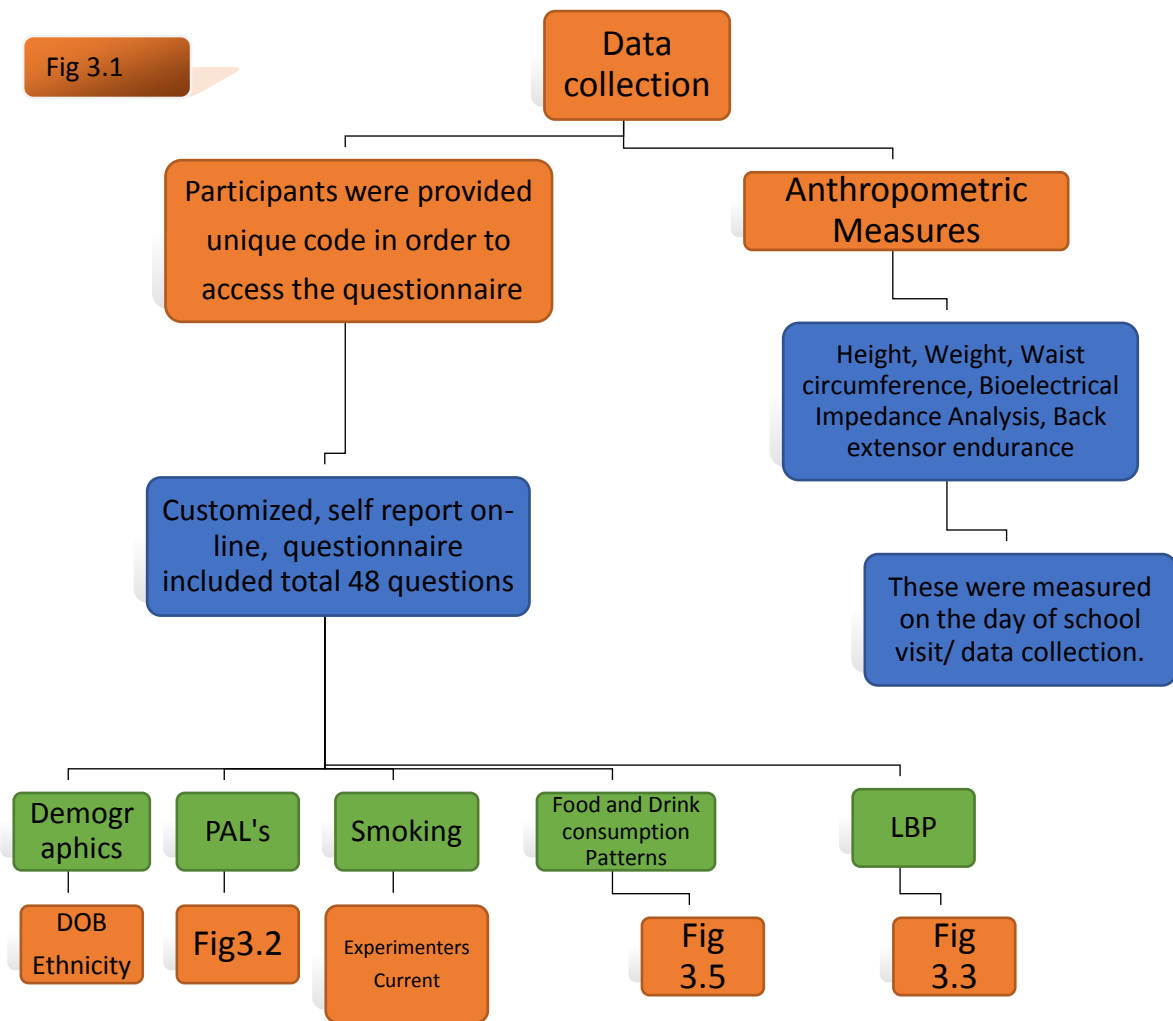 Fig 3.1
Data
collection
Participants were provided
unique code in order to
access the questionnaire
Anthropometric
Measures
Height, Weight, Waist
circumference, Bioelectrical
Impedance Analysis, Back
extensor endurance
Customized, self report on-
line, questionnaire
included total 48 questions
These were measured
on the day of school
visit/ data collection.
Demogr
aphics
PAL's
Smoking
Food and Drink
consumption
Patterns
LBP
DOB
Ethnicity
Fig3.2
Experimenters
Current
Fig
3.5
Fig
3.3